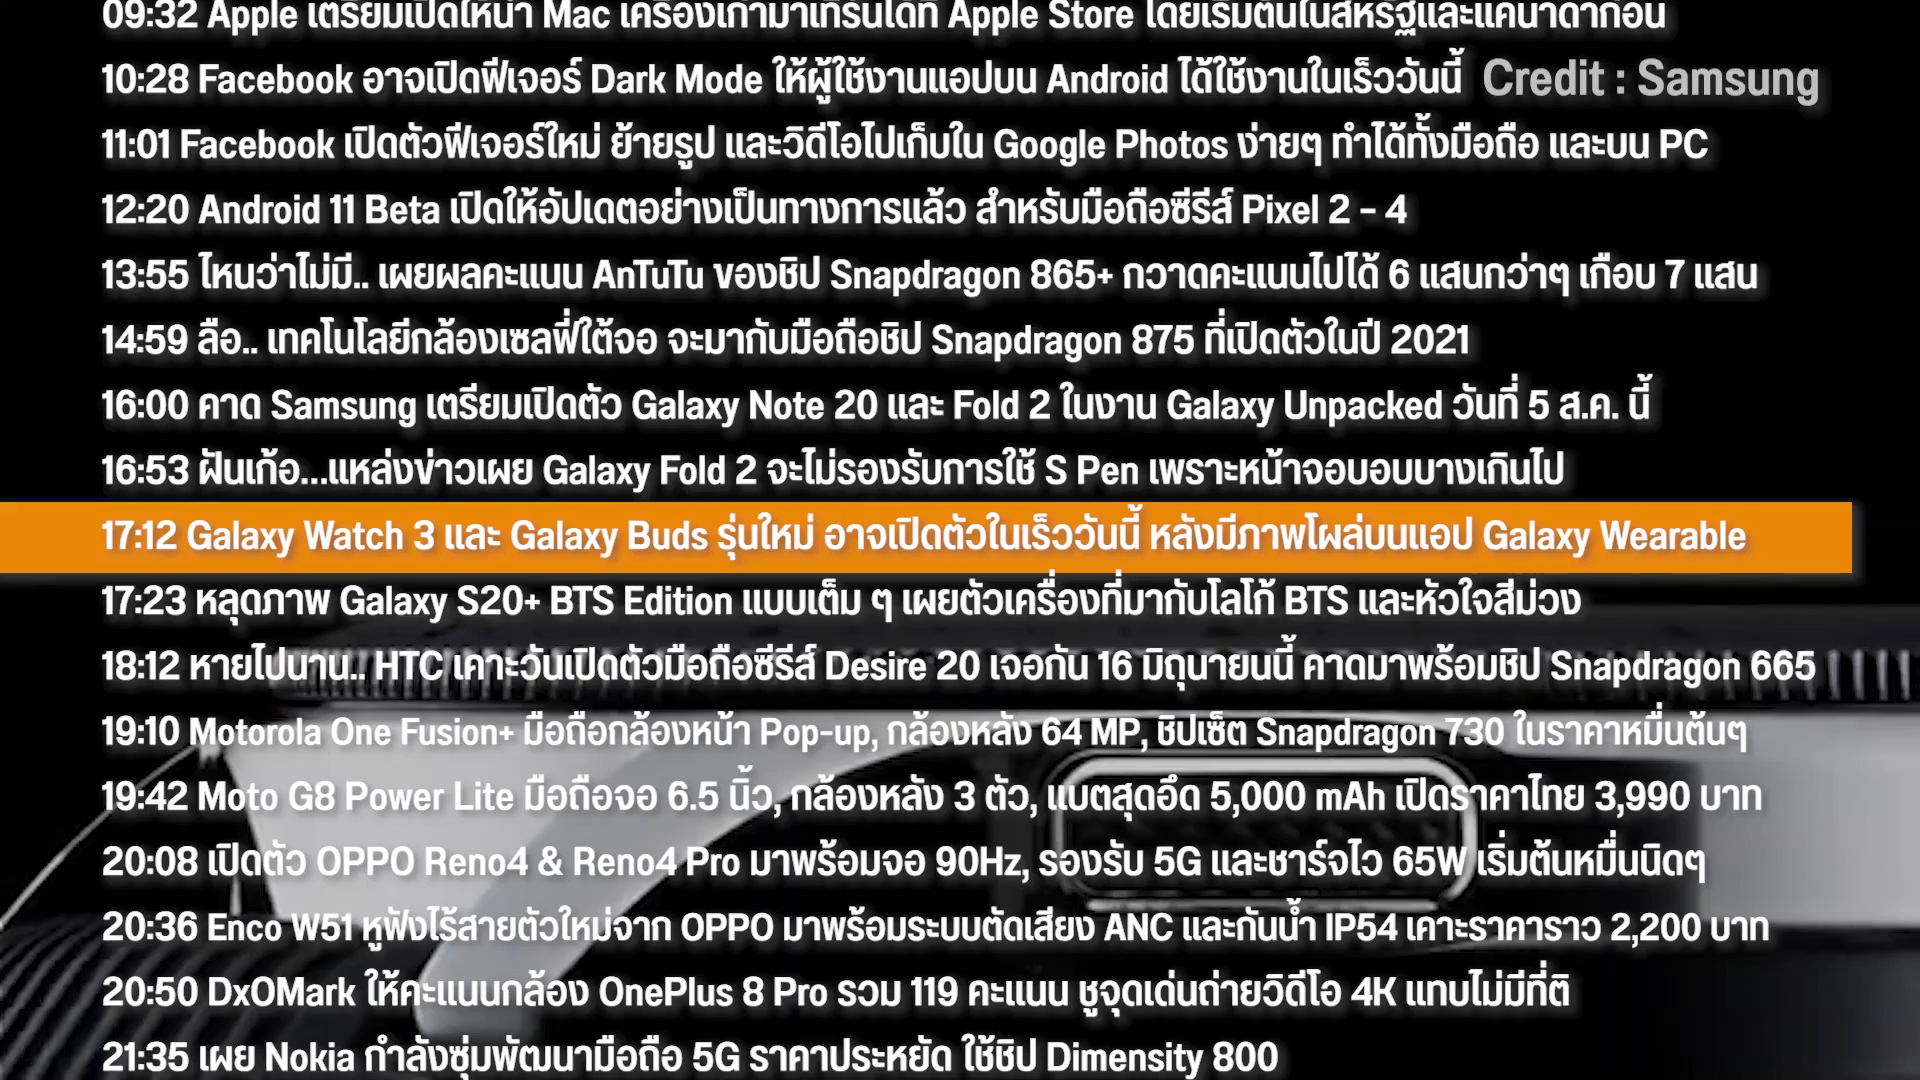 09:32 Apple เตรียมเปิดให้นำ Mac เครื่องเก่ามาเทิร์นได้ที่ Apple Store โดยเริ่มต้นในสหรัฐและแคนาดาก่อน
10:28 Facebook อาจเปิดฟีเจอร์ Dark Mode ให้ผู้ใช้งานแอปบน Android ได้ใช้งานในเร็ววันนี้ Credit : Samsung
11:01 Facebook เปิดตัวฟีเจอร์ใหม่ ย้ายรูป และวิดีโอไปเก็บใน Google Photos ง่ายๆ ทำได้ทั้งมือถือ และบน PC
12:20 Android 11 Beta เปิดให้อัปเดตอย่างเป็นทางการแล้ว สำหรับมือถือซีรีส์ Pixel 2 – 4
13:55 ไหนว่าไม่มี.. เผยผลคะแนน AnTuTu ของชิป Snapdragon 865+ กวาดคะแนนไปได้ 6 แสนกว่าๆ เกือบ 7 แสน
14:59 ลือ.. เทคโนโลยีกล้องเซลฟี่ใต้จอ จะมากับมือถือชิป Snapdragon 875 ที่เปิดตัวในปี 2021
16:00 คาด Samsung เตรียมเปิดตัว Galaxy Note 20 และ Fold 2 ในงาน Galaxy Unpacked วันที่ 5 ส.ค. นี้
16:53 ฝันเก้อ...แหล่งข่าวเผย Galaxy Fold 2 จะไม่รองรับการใช้ S Pen เพราะหน้าจอบอบบางเกินไป
17:12 Galaxy Watch 3 และ Galaxy Buds รุ่นใหม่ อาจเปิดตัวในเร็ววันนี้ หลังมีภาพโผล่บนแอป Galaxy Wearable
17:23 หลุดภาพ Galaxy S20+ BTS Edition แบบเต็ม ๆ เผยตัวเครื่องที่มากับโลโก้ BTS และหัวใจสีม่วง
18:12 หายไปนาน.. HTC เคาะวันเปิดตัวมือถือซีรีส์ Desire 20 เจอกัน 16 มิถุนายนนี้ คาดมาพร้อมชิป Snapdragon 665
19:10 Motorola One Fusion+ มือถือกล้องหน้า Pop-up, กล้องหลัง 64 MP, ชิปเซ็ต Snapdragon 730 ในราคาหมื่นต้นๆ
19:42 Moto G8 Power Lite มือถือจอ 6.5 นิ้ว, กล้องหลัง 3 ตัว, แบตสุดอึด 5,000 mAh เปิดราคาไทย 3,990 บาท
20:08 เปิดตัว OPPO Reno4 & Reno4 Pro มาพร้อมจอ 90Hz, รองรับ 5G และชาร์จไว 65W เริ่มต้นหมื่นนิดๆ
20:36 Enco W51 หูฟังไร้สายตัวใหม่จาก OPPO มาพร้อมระบบตัดเสียง ANC และกันน้ำ IP54 เคาะราคาราว 2,200 บาท
20:50 DxOMark ให้คะแนนกล้อง OnePlus 8 Pro รวม 119 คะแนน ชูจุดเด่นถ่ายวิดีโอ 4K แทบไม่มีที่ติ
21:35 เผย Nokia กำลังซุ่มพัฒนามือถือ 5G ราคาประหยัด ใช้ชิป Dimensity 800